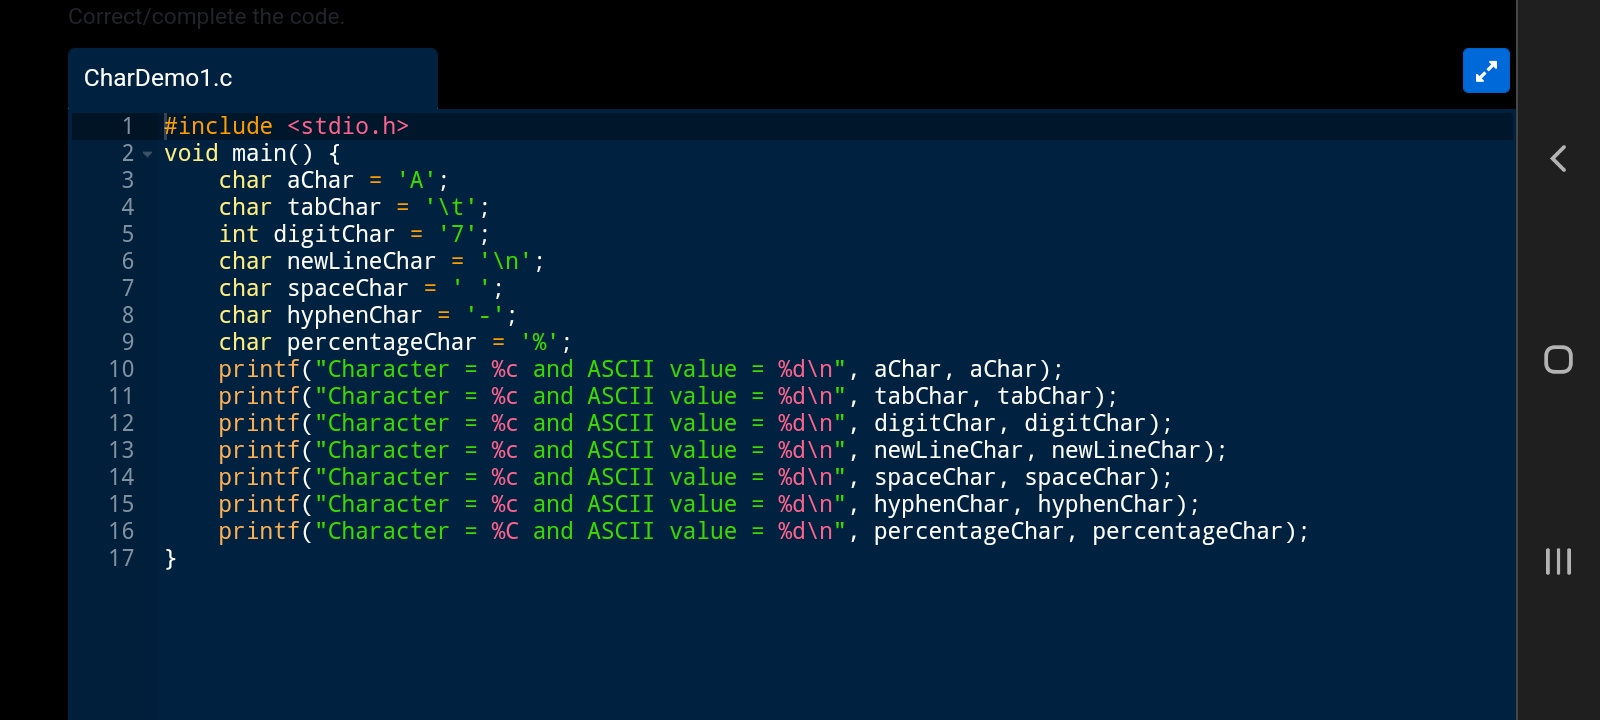 Correct/complete the code.
CharDemo1.c
1 #include <stdio.h>
2 void main() {
3     char aChar = 'A';
4     char tabChar = '\t';
5     int digitChar = '7';
6     char newLineChar = '\n';
7     char spaceChar = ' ';
8     char hyphenChar = '-';
9     char percentageChar = '%';
10     printf("Character = %c and ASCII value = %d\n", aChar, aChar);
11     printf("Character = %c and ASCII value = %d\n", tabChar, tabChar);
12     printf("Character = %c and ASCII value = %d\n", digitChar, digitChar);
13     printf("Character = %c and ASCII value = %d\n", newLineChar, newLineChar);
14     printf("Character = %c and ASCII value = %d\n", spaceChar, spaceChar);
15     printf("Character = %c and ASCII value = %d\n", hyphenChar, hyphenChar);
16     printf("Character = %C and ASCII value = %d\n", percentageChar, percentageChar);
17 }